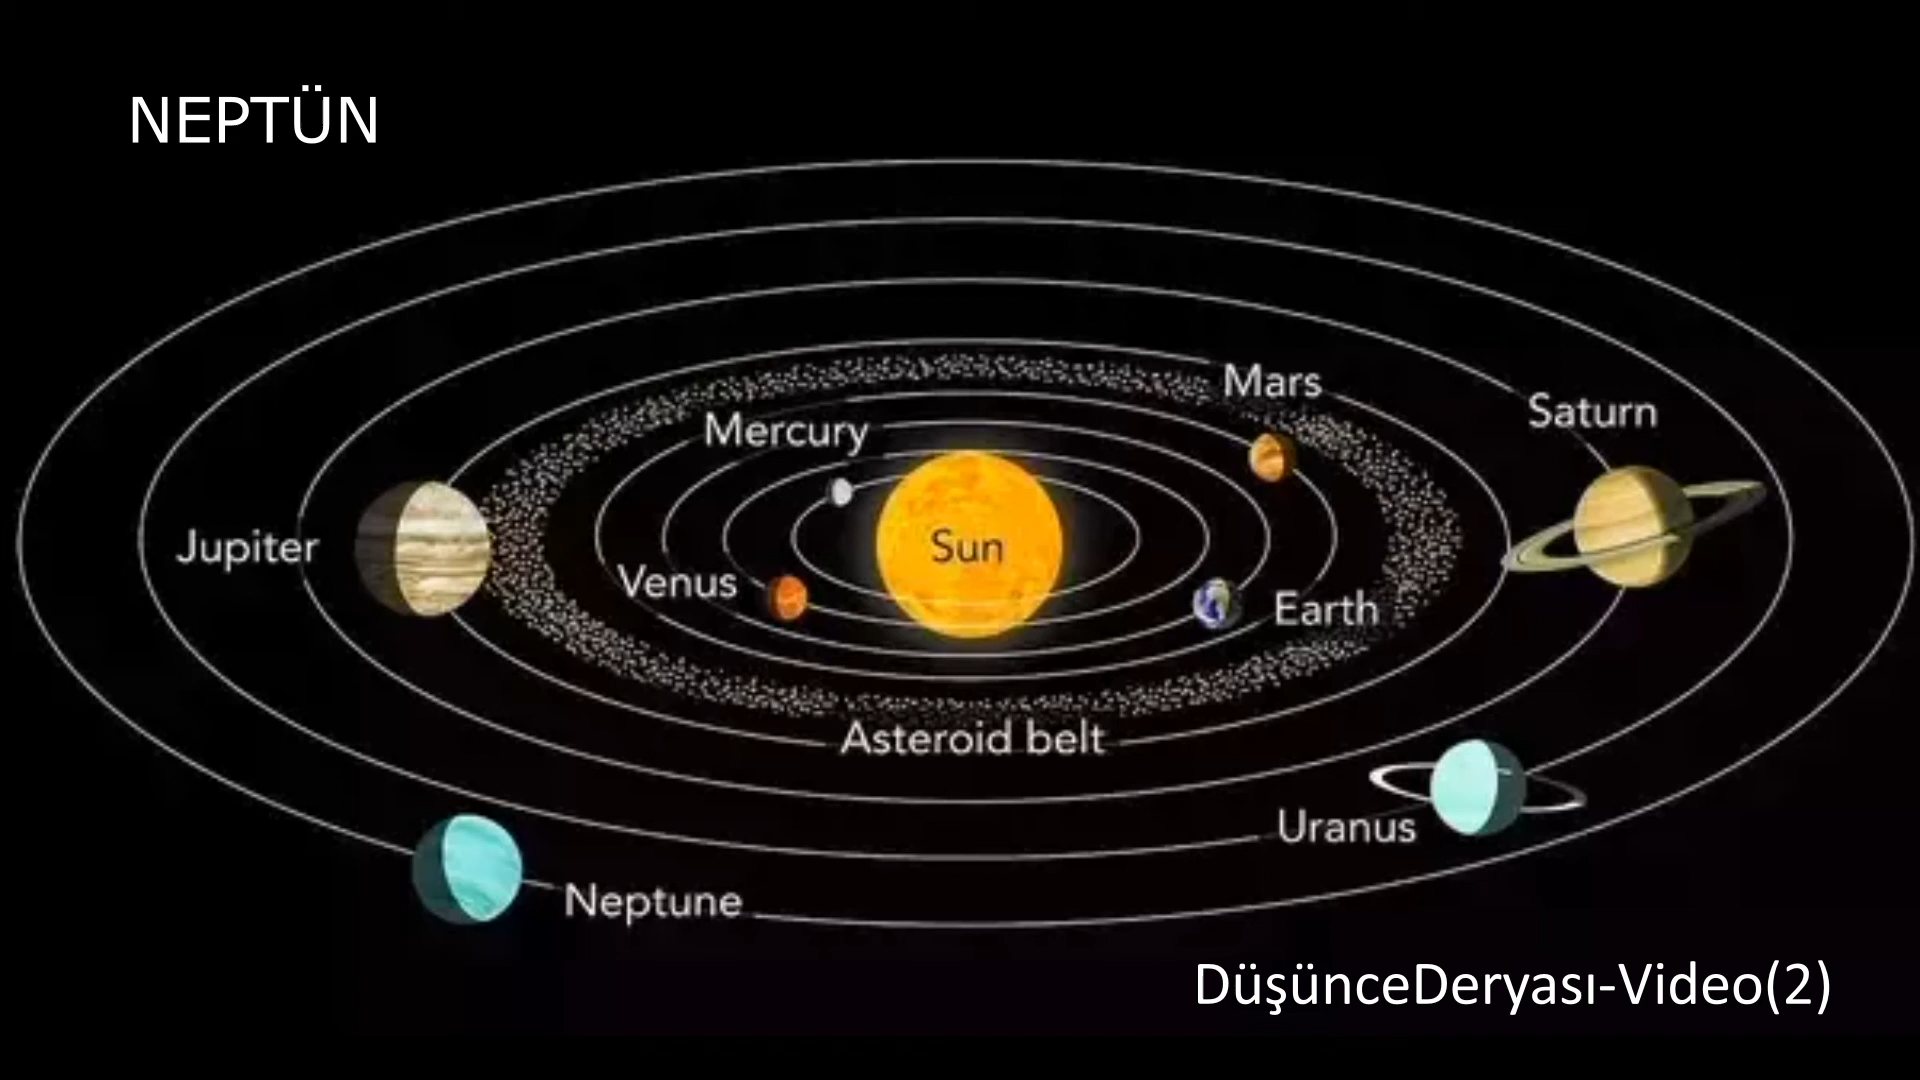 NEPTÜN
Mars
Saturn
Mercury
Jupiter
Sun
Venus
Earth
Asteroid belt
Uranus
Neptune
DüşünceDeryası-Video(2)